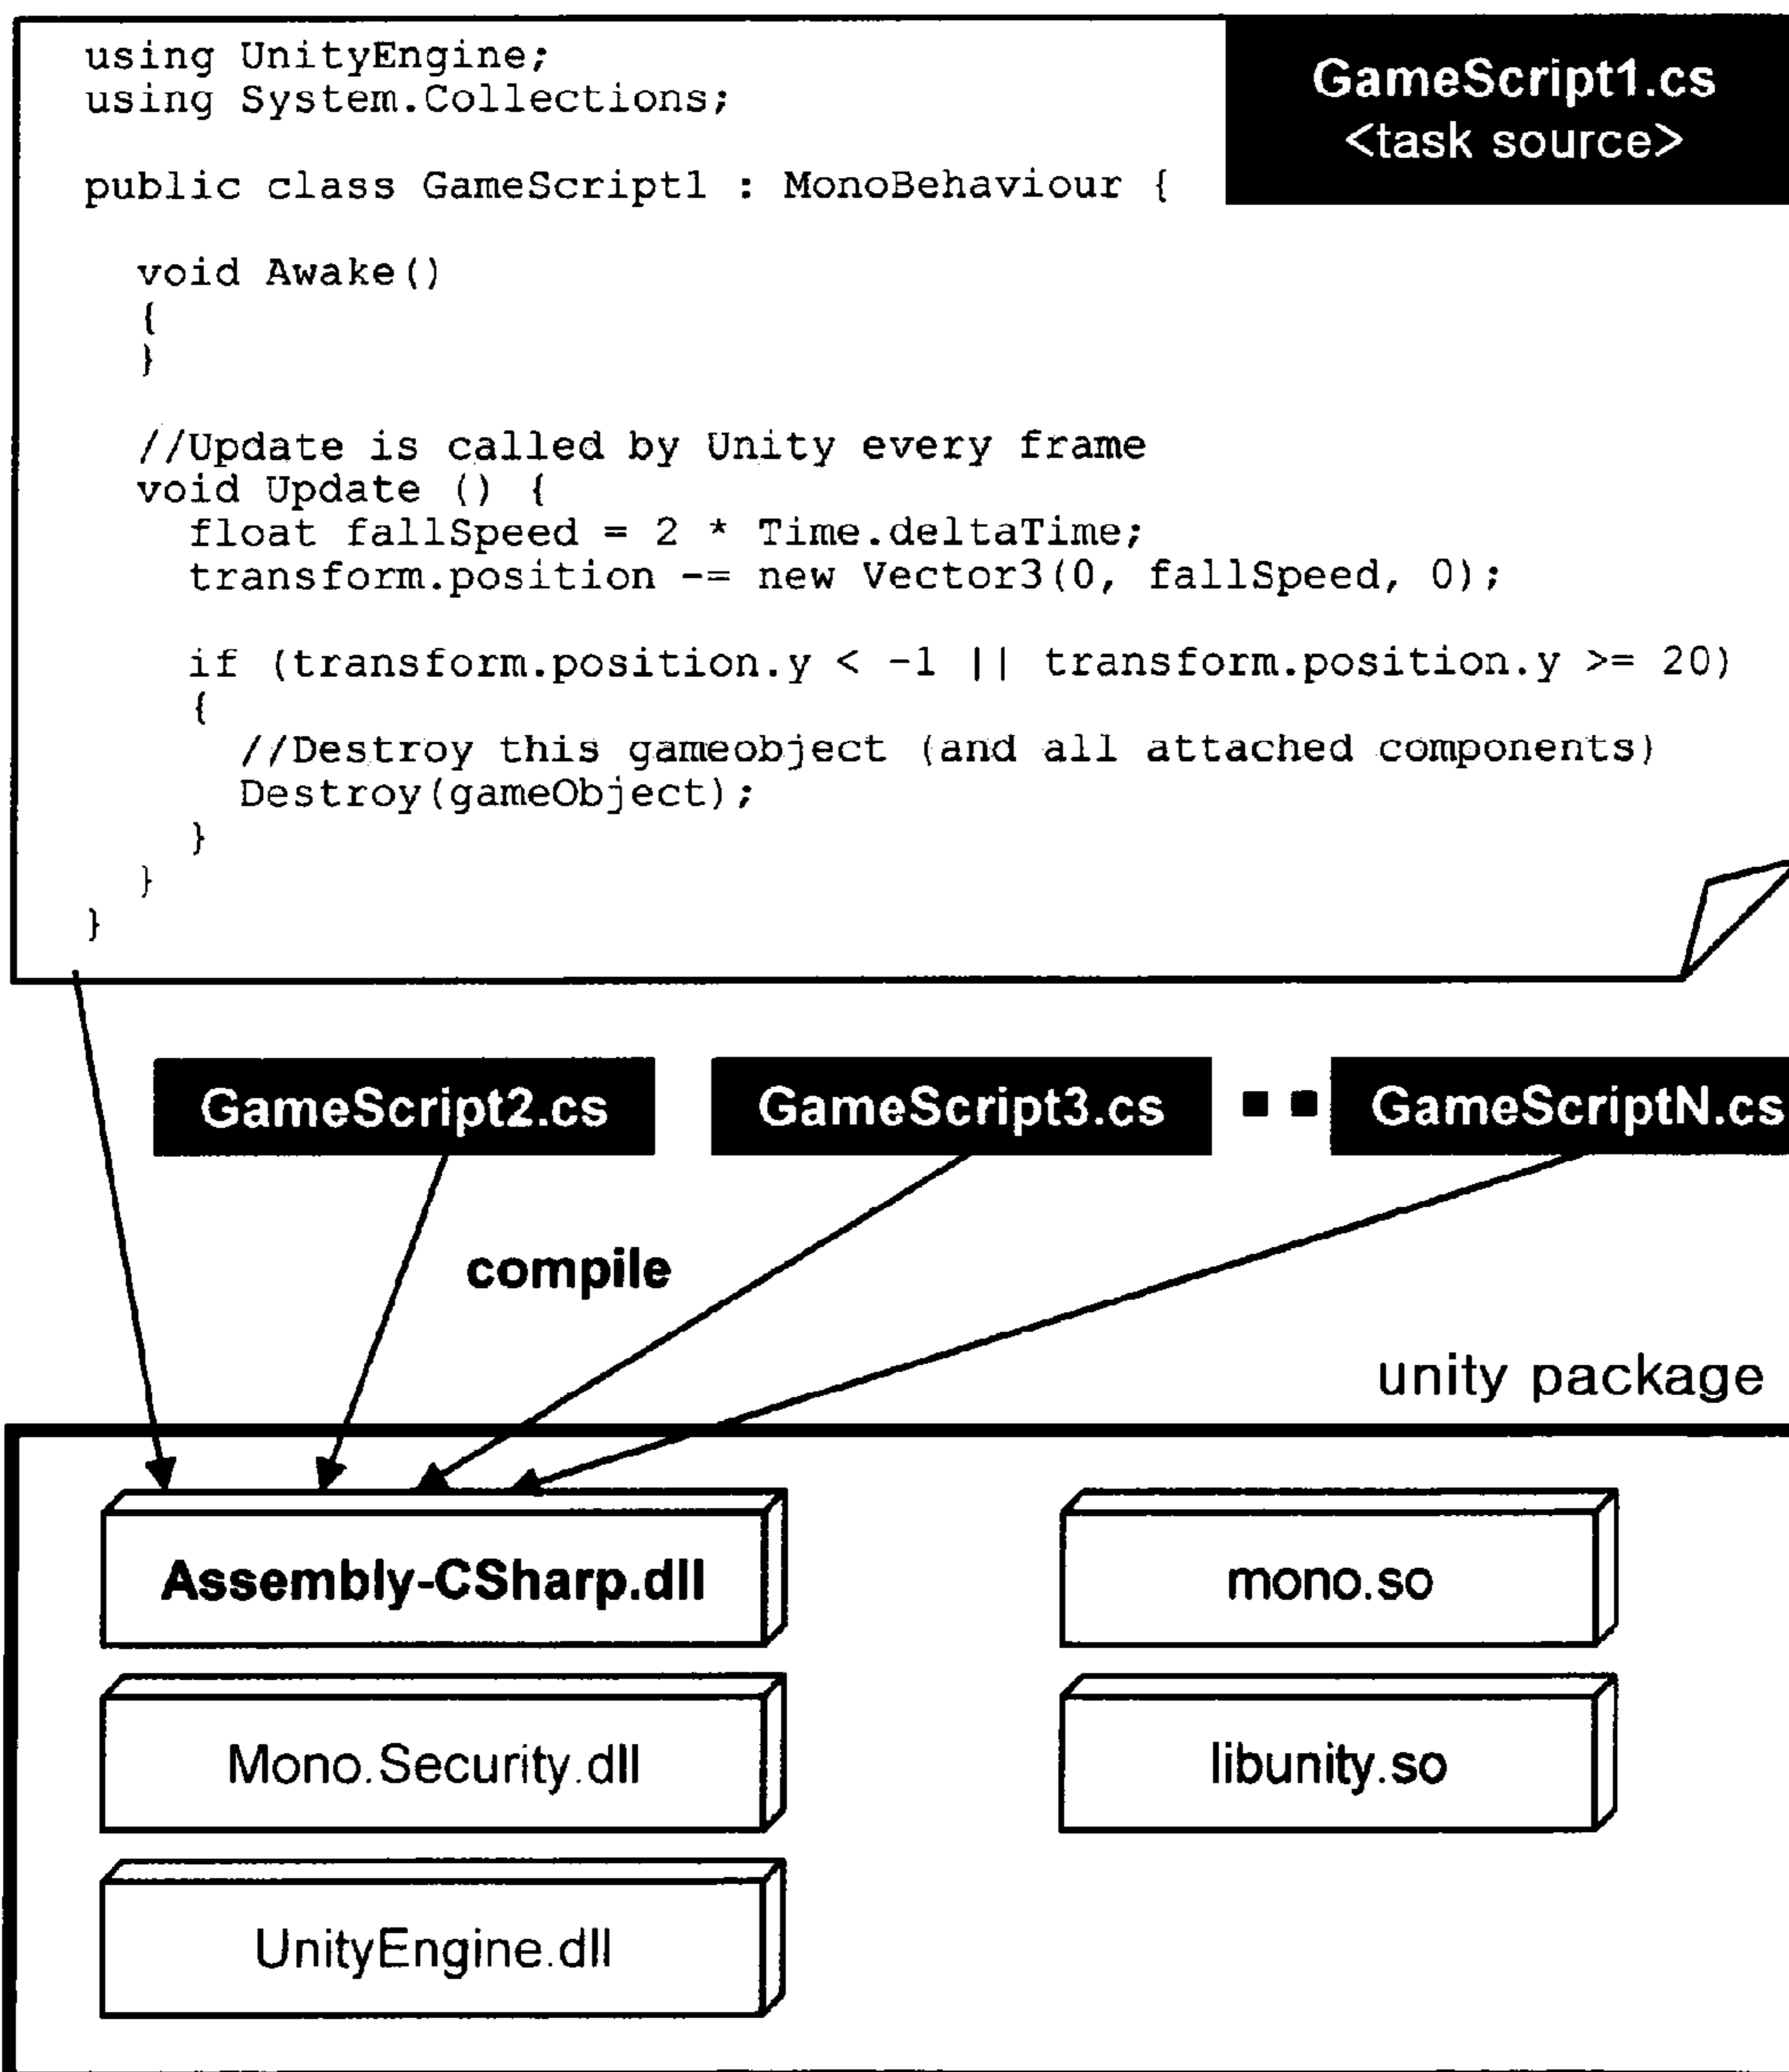 using UnityEngine;
using System.Collections;
GameScript1.cs
<task source>
public class GameScript1 : MonoBehaviour {
void Awake()
{
}
//Update is called by Unity every frame
void Update () {
float fallSpeed = 2 * Time.deltaTime;
transform.position -= new Vector3(0, fallSpeed, 0);
if (transform.position.y < -1 || transform.position.y >= 20)
{
//Destroy this gameobject (and all attached components)
Destroy(gameObject);
}
}
}
GameScript2.cs
GameScript3.cs
GameScriptN.cs
compile
unity package
Assembly-CSharp.dll
mono.so
Mono.Security.dll
libunity.so
UnityEngine.dll